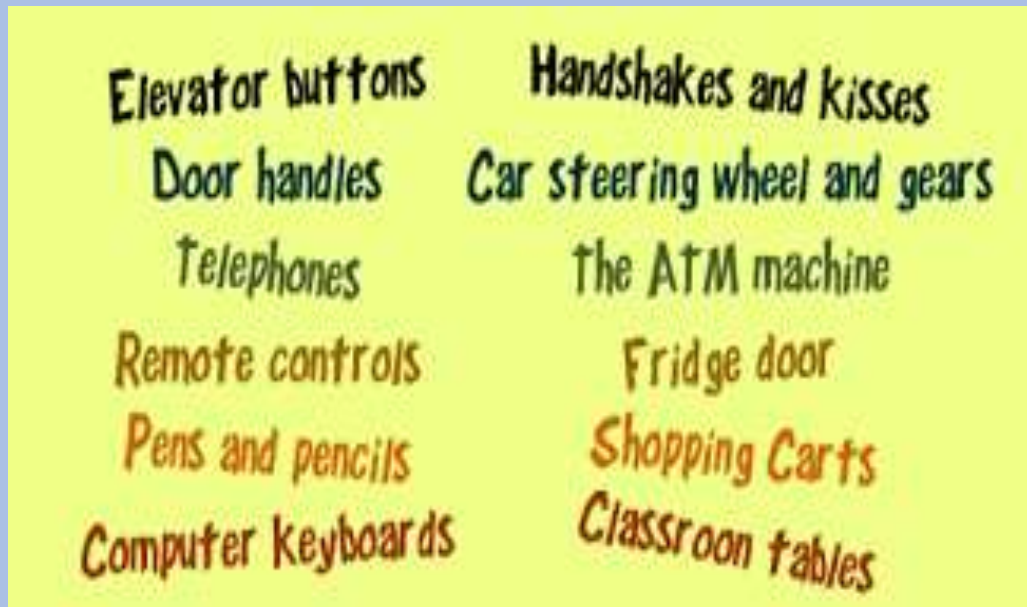 Elevator buttons
Handshakes and kisses
Door handles
Car steering wheel and gears
Telephones
The ATM machine
Remote controls
Fridge door
Pens and pencils
Shopping Carts
Computer keyboards
Classroon tables